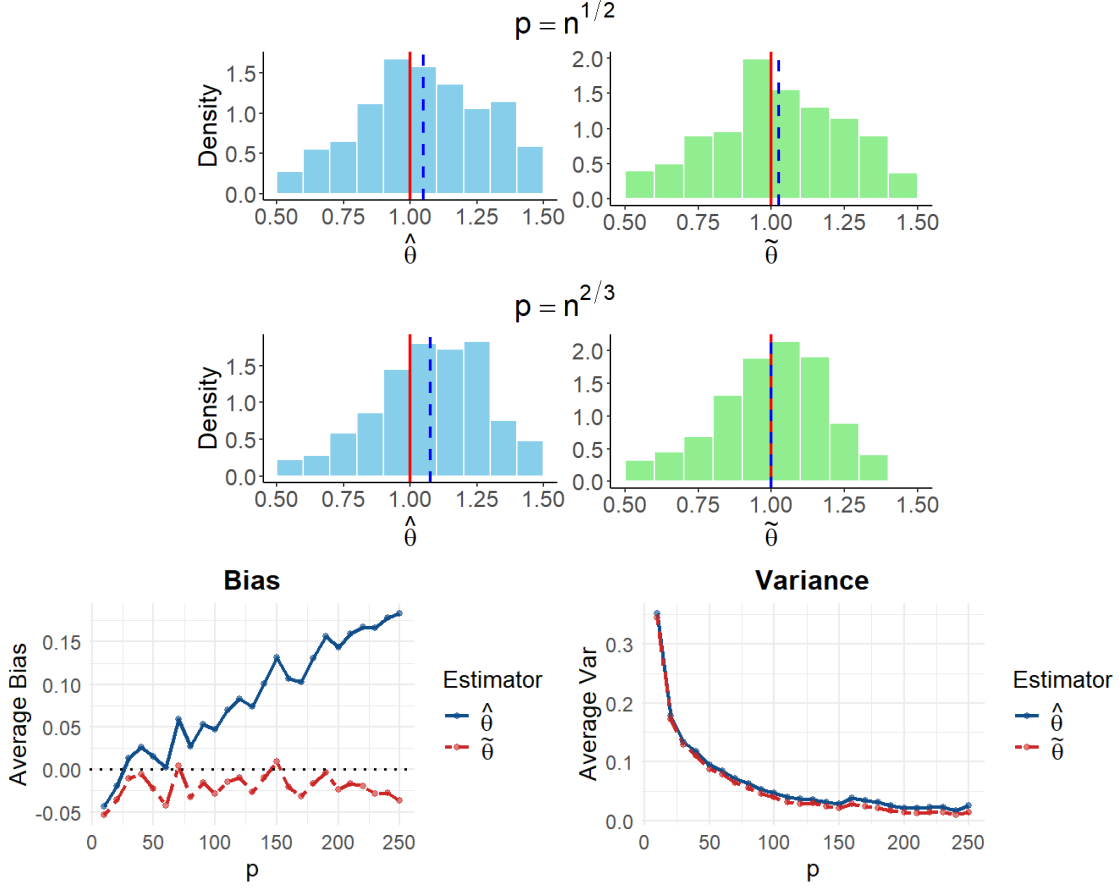 p = n^{1/2}
Density
1.5
1.0
0.5
0.0
0.50 0.75 1.00 1.25 1.50
θ̂
2.0
1.5
1.0
0.5
0.0
0.50 0.75 1.00 1.25 1.50
θ̃
p = n^{2/3}
Density
1.5
1.0
0.5
0.0
0.50 0.75 1.00 1.25 1.50
θ̂
2.0
1.5
1.0
0.5
0.0
0.50 0.75 1.00 1.25 1.50
θ̃
Bias
Average Bias
0.15
0.10
0.05
0.00
-0.05
0 50 100 150 200 250
p
Estimator
θ̂
θ̃
Variance
Average Var
0.3
0.2
0.1
0.0
0 50 100 150 200 250
p
Estimator
θ̂
θ̃